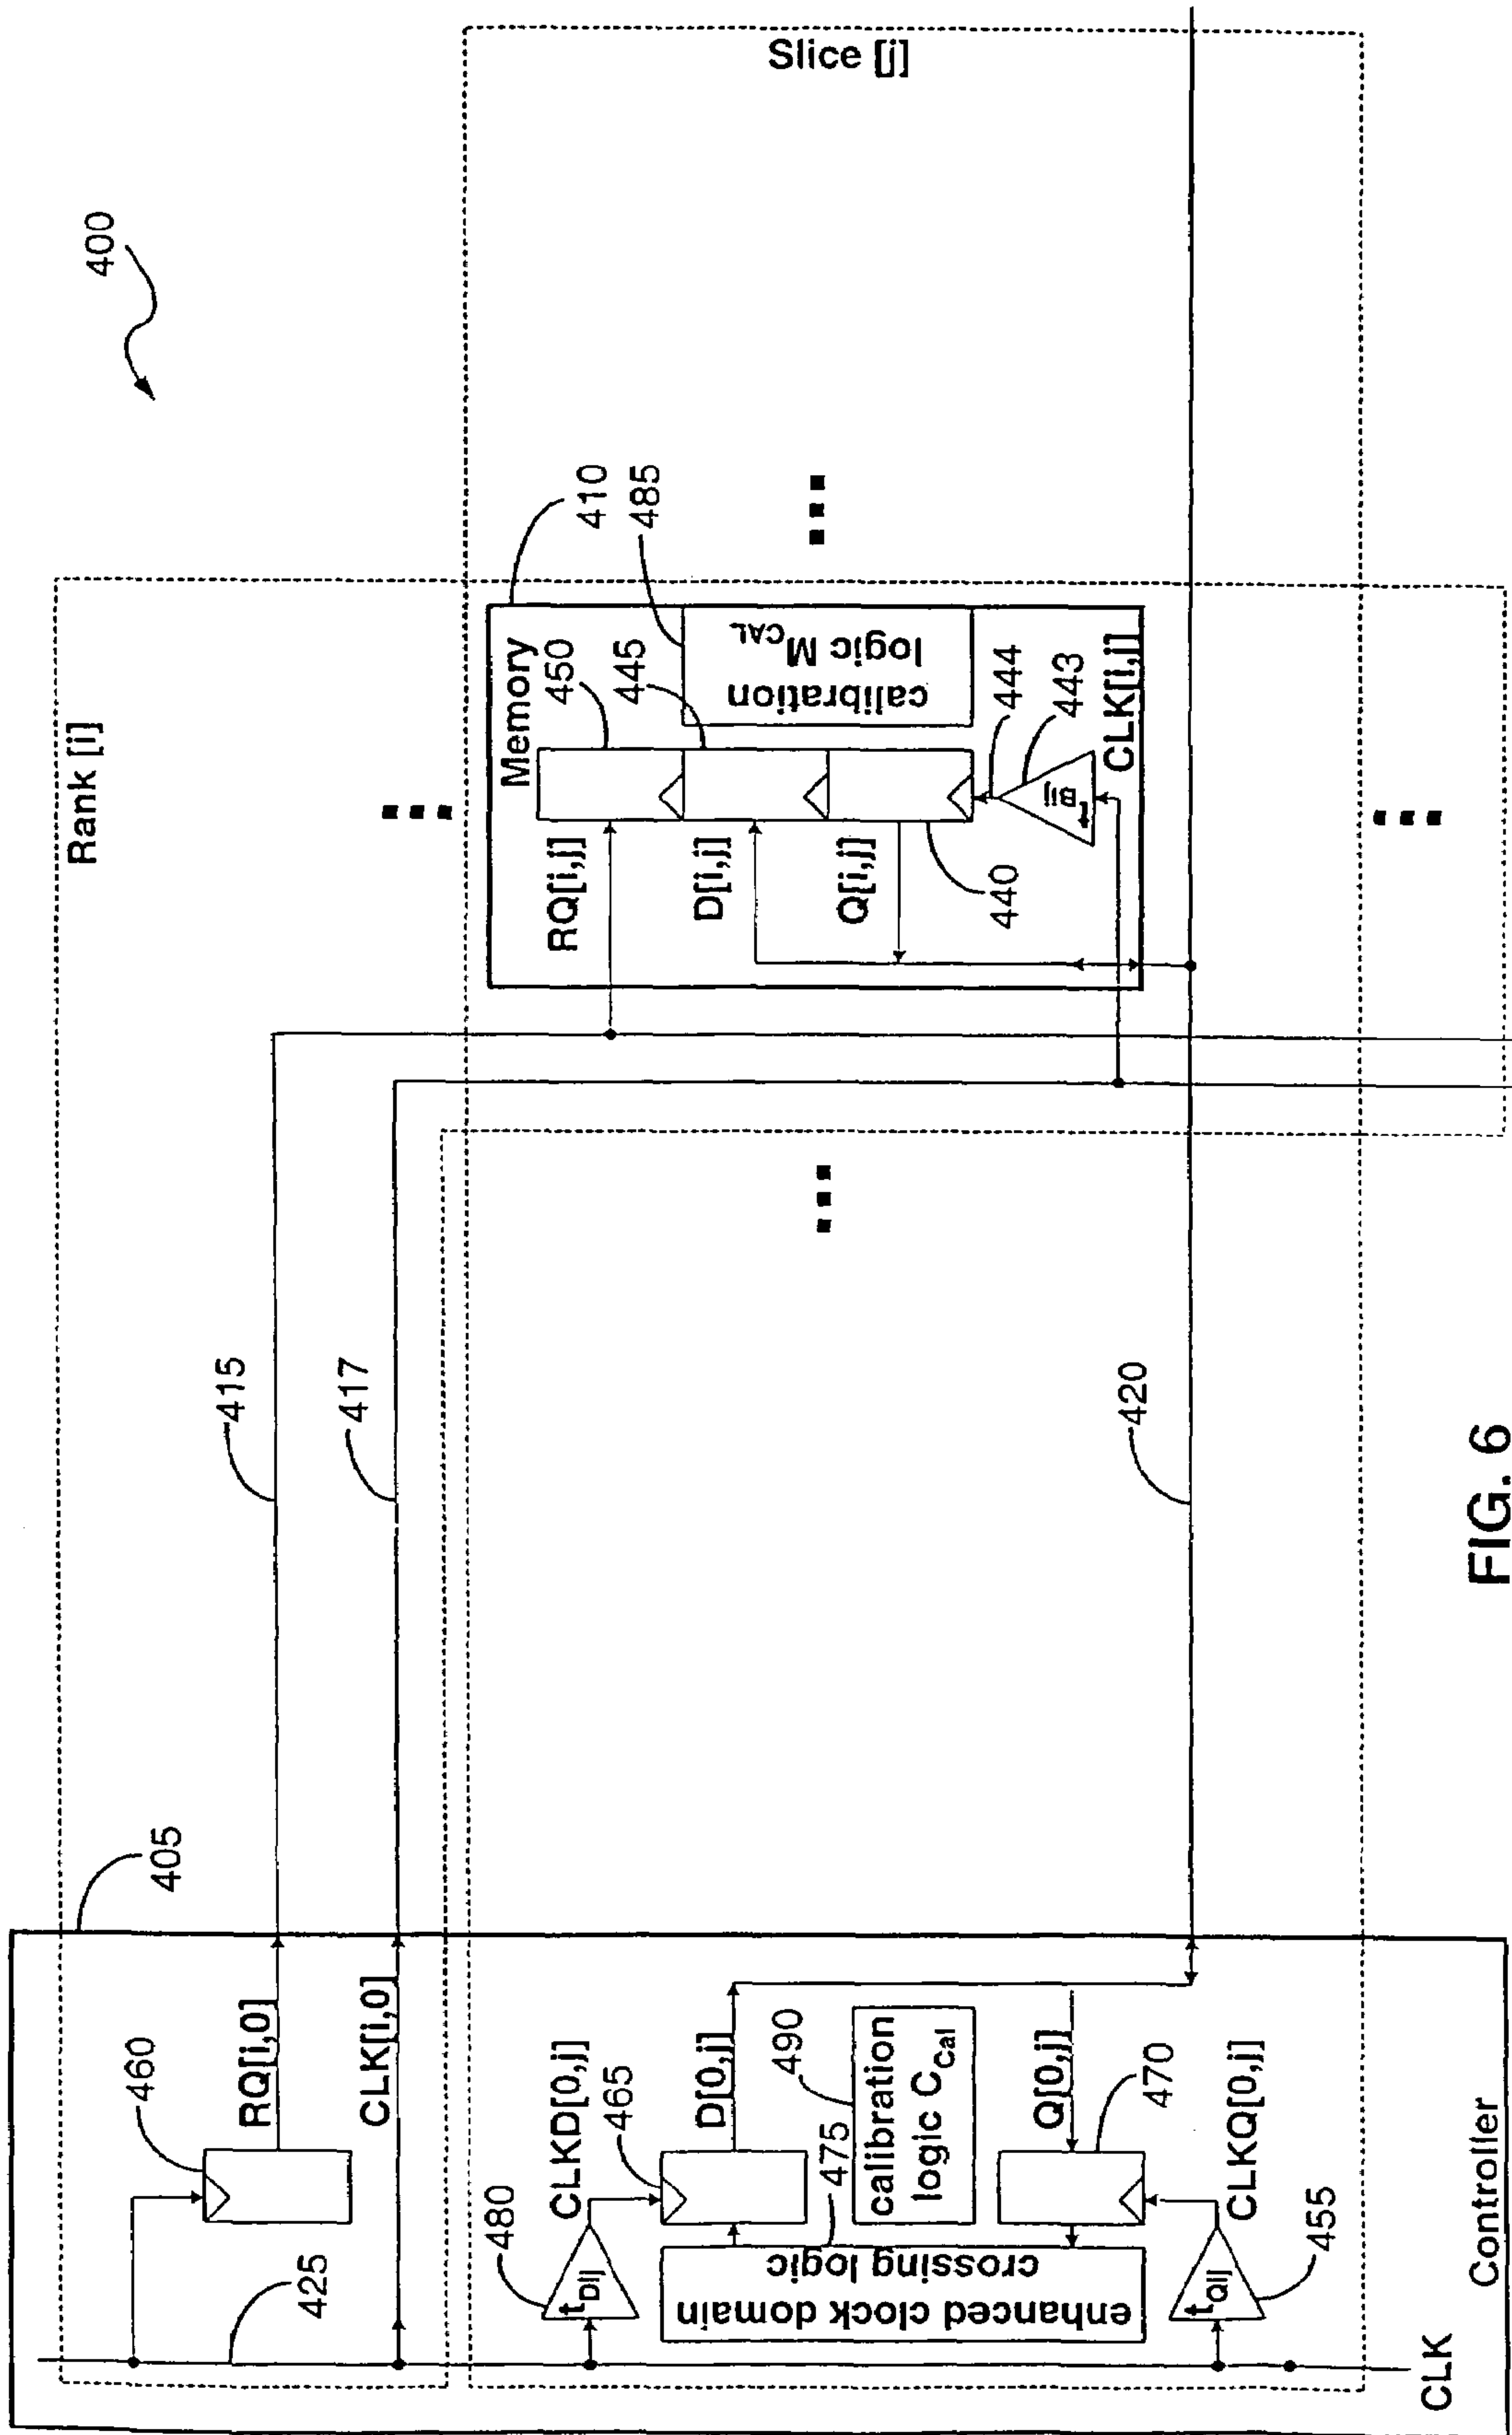 400
Rank [i]
Slice [j]
405
460
RQ[i,0]
CLK[i,0]
425
415
417
420
480
t_Dij
CLKD[0,j]
465
D[0,j]
490
calibration
logic C_Cal
475
enhanced clock domain
crossing logic
Q[0,j]
470
CLKQ[0,j]
t_Qij
455
CLK
Controller
Memory
410
485
450
445
calibration
logic M_CAL
RQ[i,j]
D[i,j]
Q[i,j]
440
444
443
t_Bij
CLK[i,j]
FIG. 6